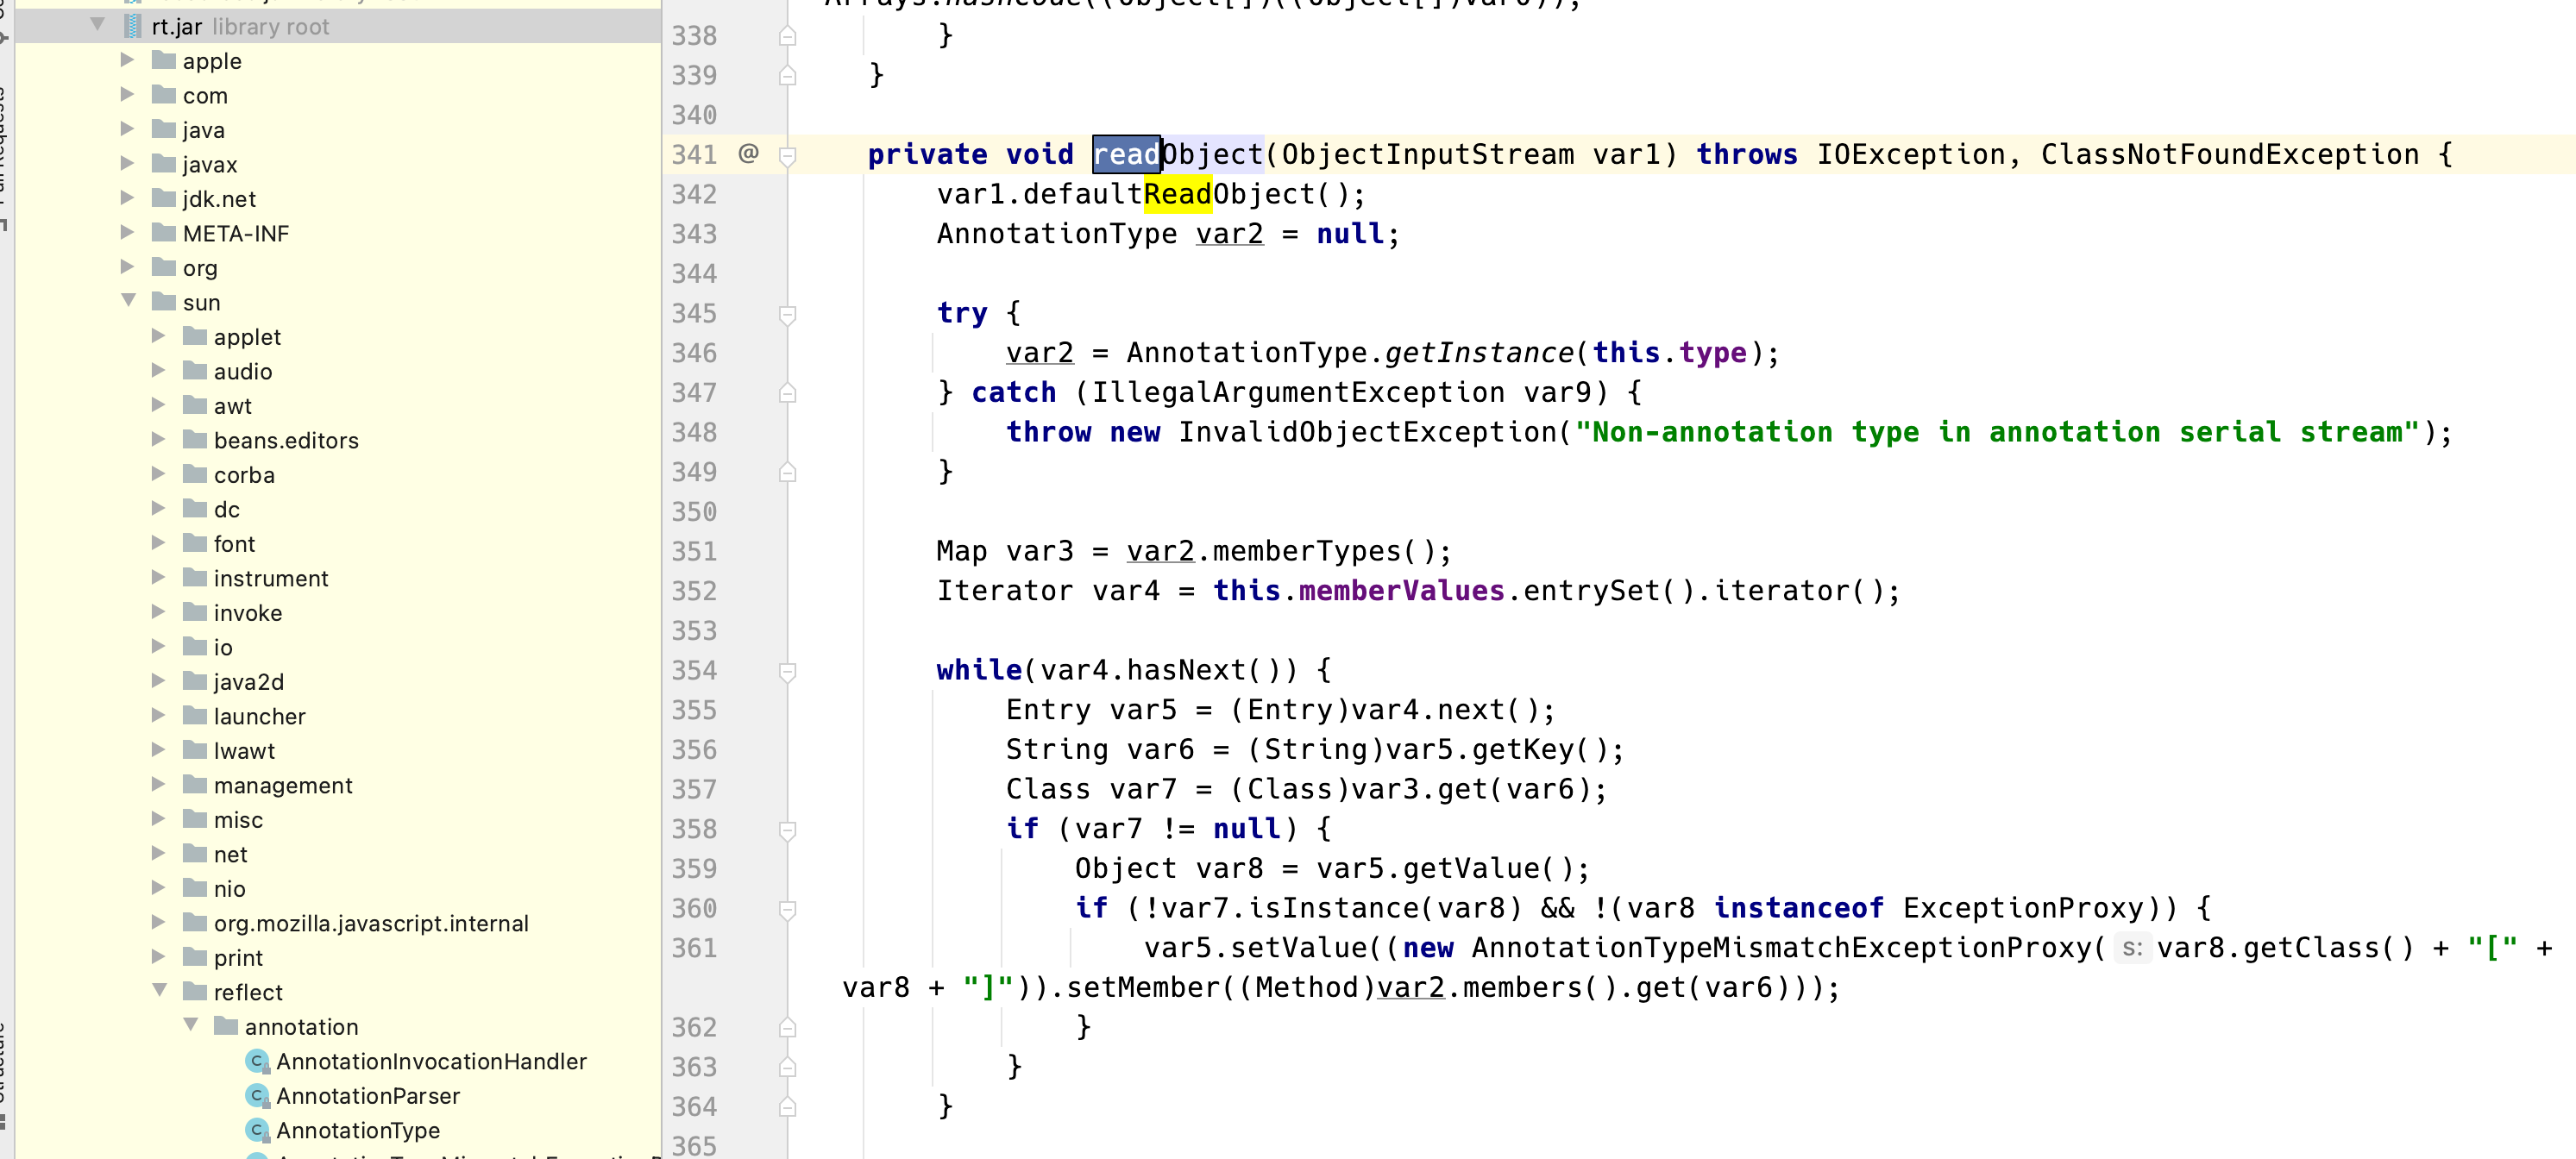 rt.jar library root
apple
com
java
javax
jdk.net
META-INF
org
sun
applet
audio
awt
beans.editors
corba
dc
font
instrument
invoke
io
java2d
launcher
lwawt
management
misc
net
nio
org.mozilla.javascript.internal
print
reflect
annotation
AnnotationInvocationHandler
AnnotationParser
AnnotationType
338 }
339 }
340
341 @ private void readObject(ObjectInputStream var1) throws IOException, ClassNotFoundException {
342 var1.defaultReadObject();
343 AnnotationType var2 = null;
344
345 try {
346 var2 = AnnotationType.getInstance(this.type);
347 } catch (IllegalArgumentException var9) {
348 throw new InvalidObjectException("Non-annotation type in annotation serial stream");
349 }
350
351 Map var3 = var2.memberTypes();
352 Iterator var4 = this.memberValues.entrySet().iterator();
353
354 while(var4.hasNext()) {
355 Entry var5 = (Entry)var4.next();
356 String var6 = (String)var5.getKey();
357 Class var7 = (Class)var3.get(var6);
358 if (var7 != null) {
359 Object var8 = var5.getValue();
360 if (!var7.isInstance(var8) && !(var8 instanceof ExceptionProxy)) {
361 var5.setValue((new AnnotationTypeMismatchExceptionProxy( s: var8.getClass() + "[" +
var8 + "]")).setMember((Method)var2.members().get(var6)));
362 }
363 }
364 }
365